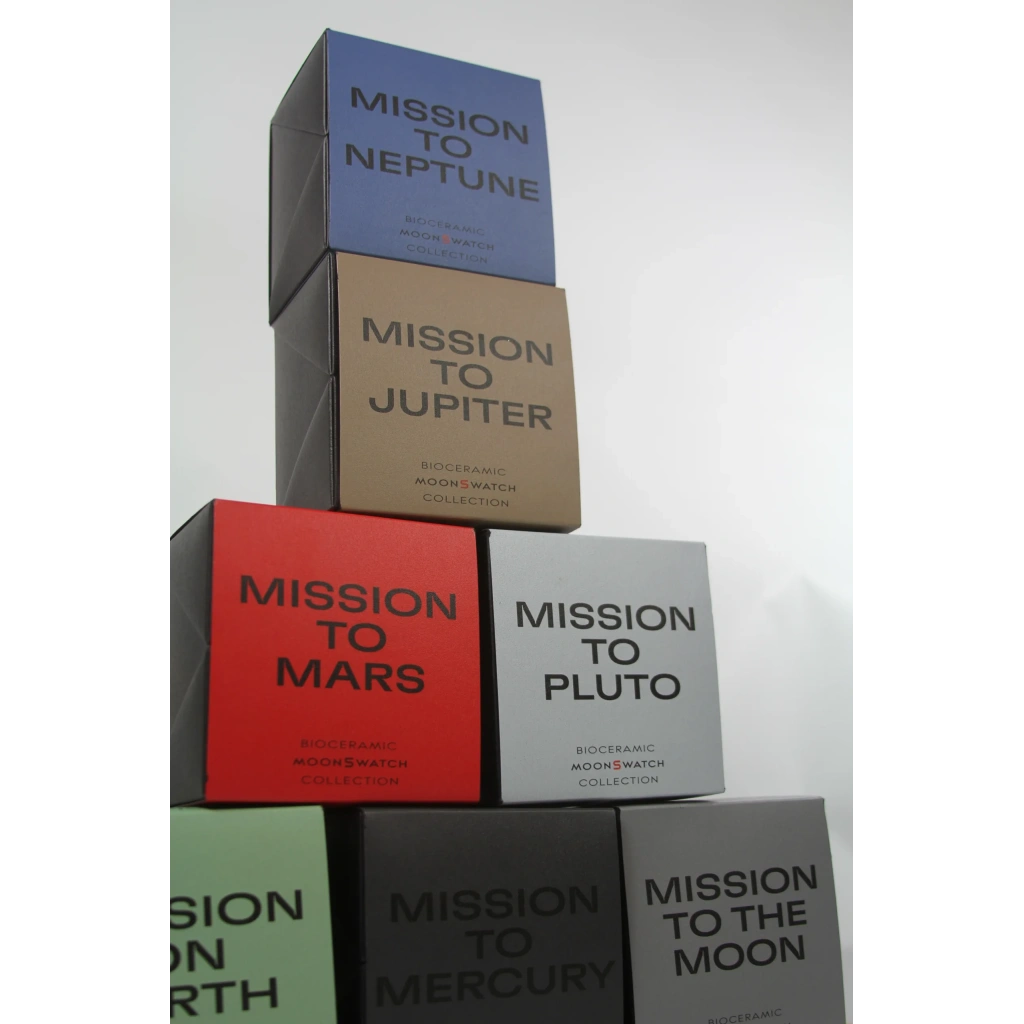 MISSION
TO
NEPTUNE
BIOCERAMIC
MOONSWATCH
COLLECTION
MISSION
TO
JUPITER
BIOCERAMIC
MOONSWATCH
COLLECTION
MISSION
TO
MARS
BIOCERAMIC
MOONSWATCH
COLLECTION
MISSION
TO
PLUTO
BIOCERAMIC
MOONSWATCH
COLLECTION
SION
ON
RTH
MISSION
TO
MERCURY
MISSION
TO THE
MOON
BIOCERAMIC